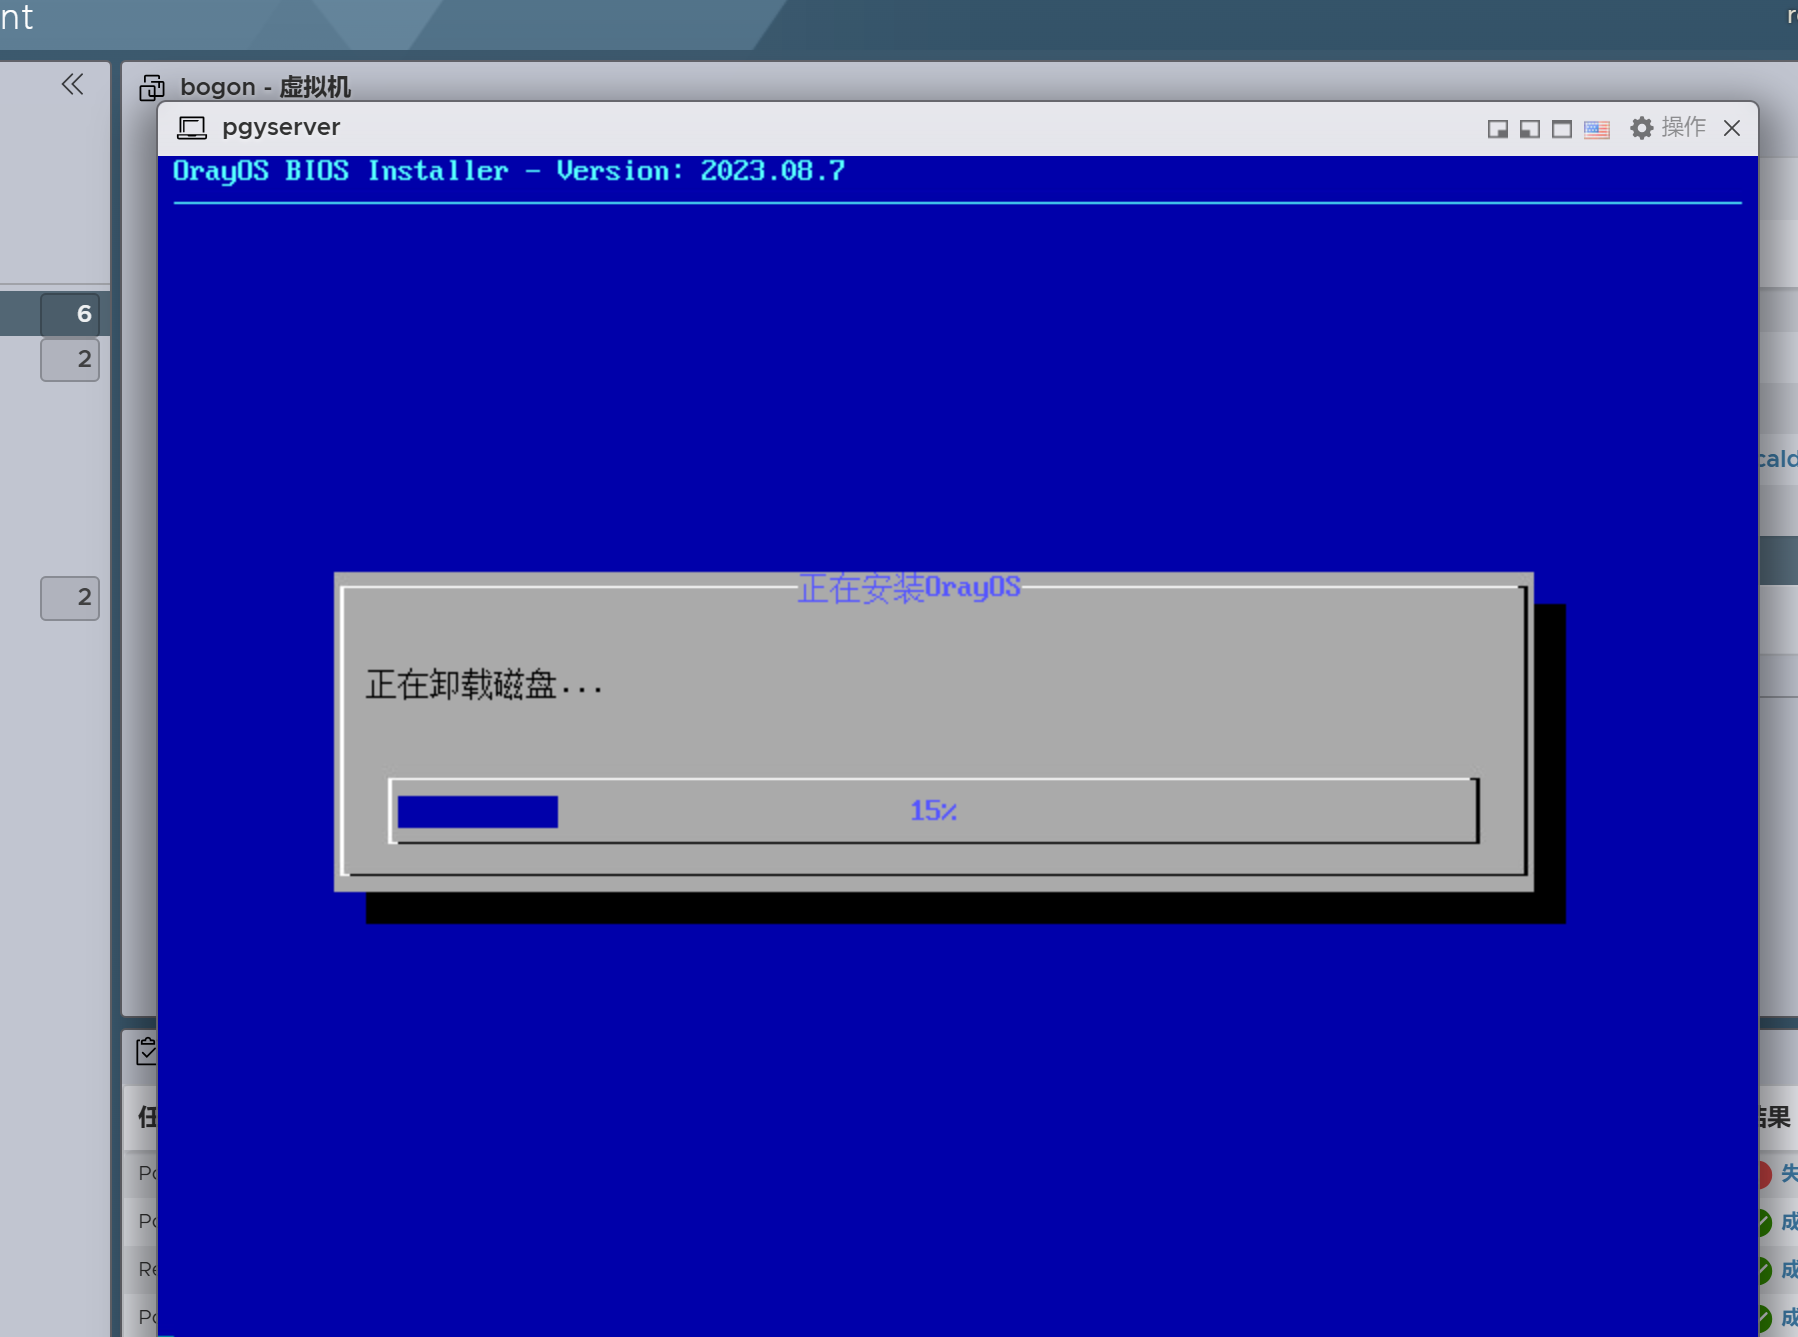 nt
bogon - 虚拟机
pgyserver
操作
OrayOS BIOS Installer - Version: 2023.08.7
6
2
正在安装OrayOS
正在卸载磁盘...
15%
2
cald
任
结果
Po
失
Po
成
Re
成
Po
成